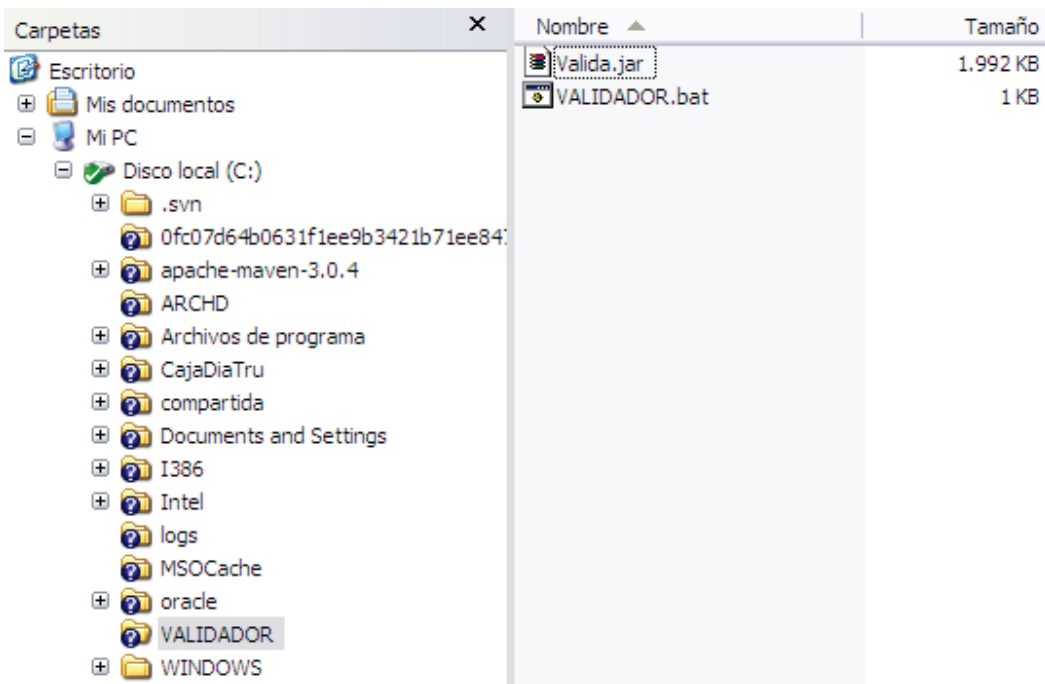 Carpetas
Escritorio
Mis documentos
Mi PC
Disco local (C:)
.svn
0fc07d64b0631f1ee9b3421b71ee847
apache-maven-3.0.4
ARCHD
Archivos de programa
CajaDiaTru
compartida
Documents and Settings
I386
Intel
logs
MSOCache
oracle
VALIDADOR
WINDOWS
Nombre Tamaño
Valida.jar 1.992 KB
VALIDADOR.bat 1 KB